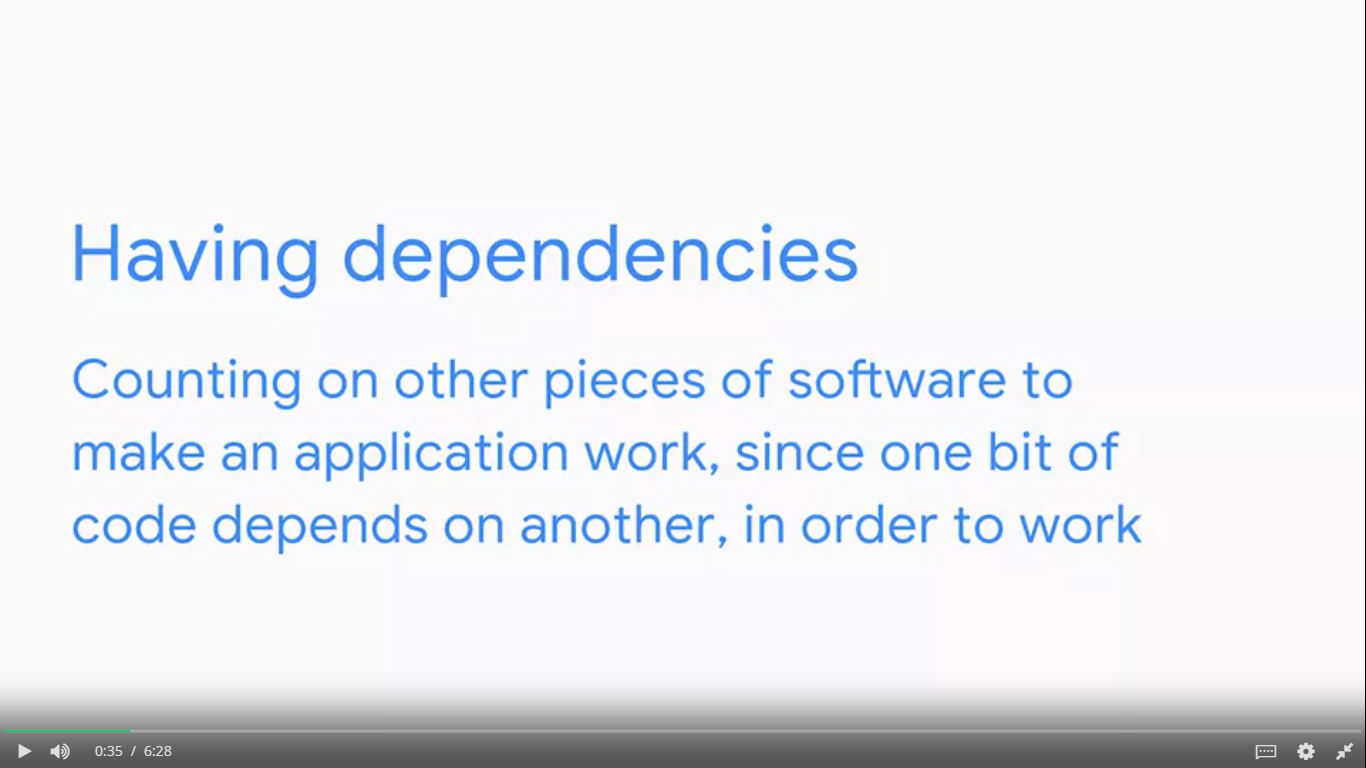 Having dependencies
Counting on other pieces of software to
make an application work, since one bit of
code depends on another, in order to work
0:35 / 6:28